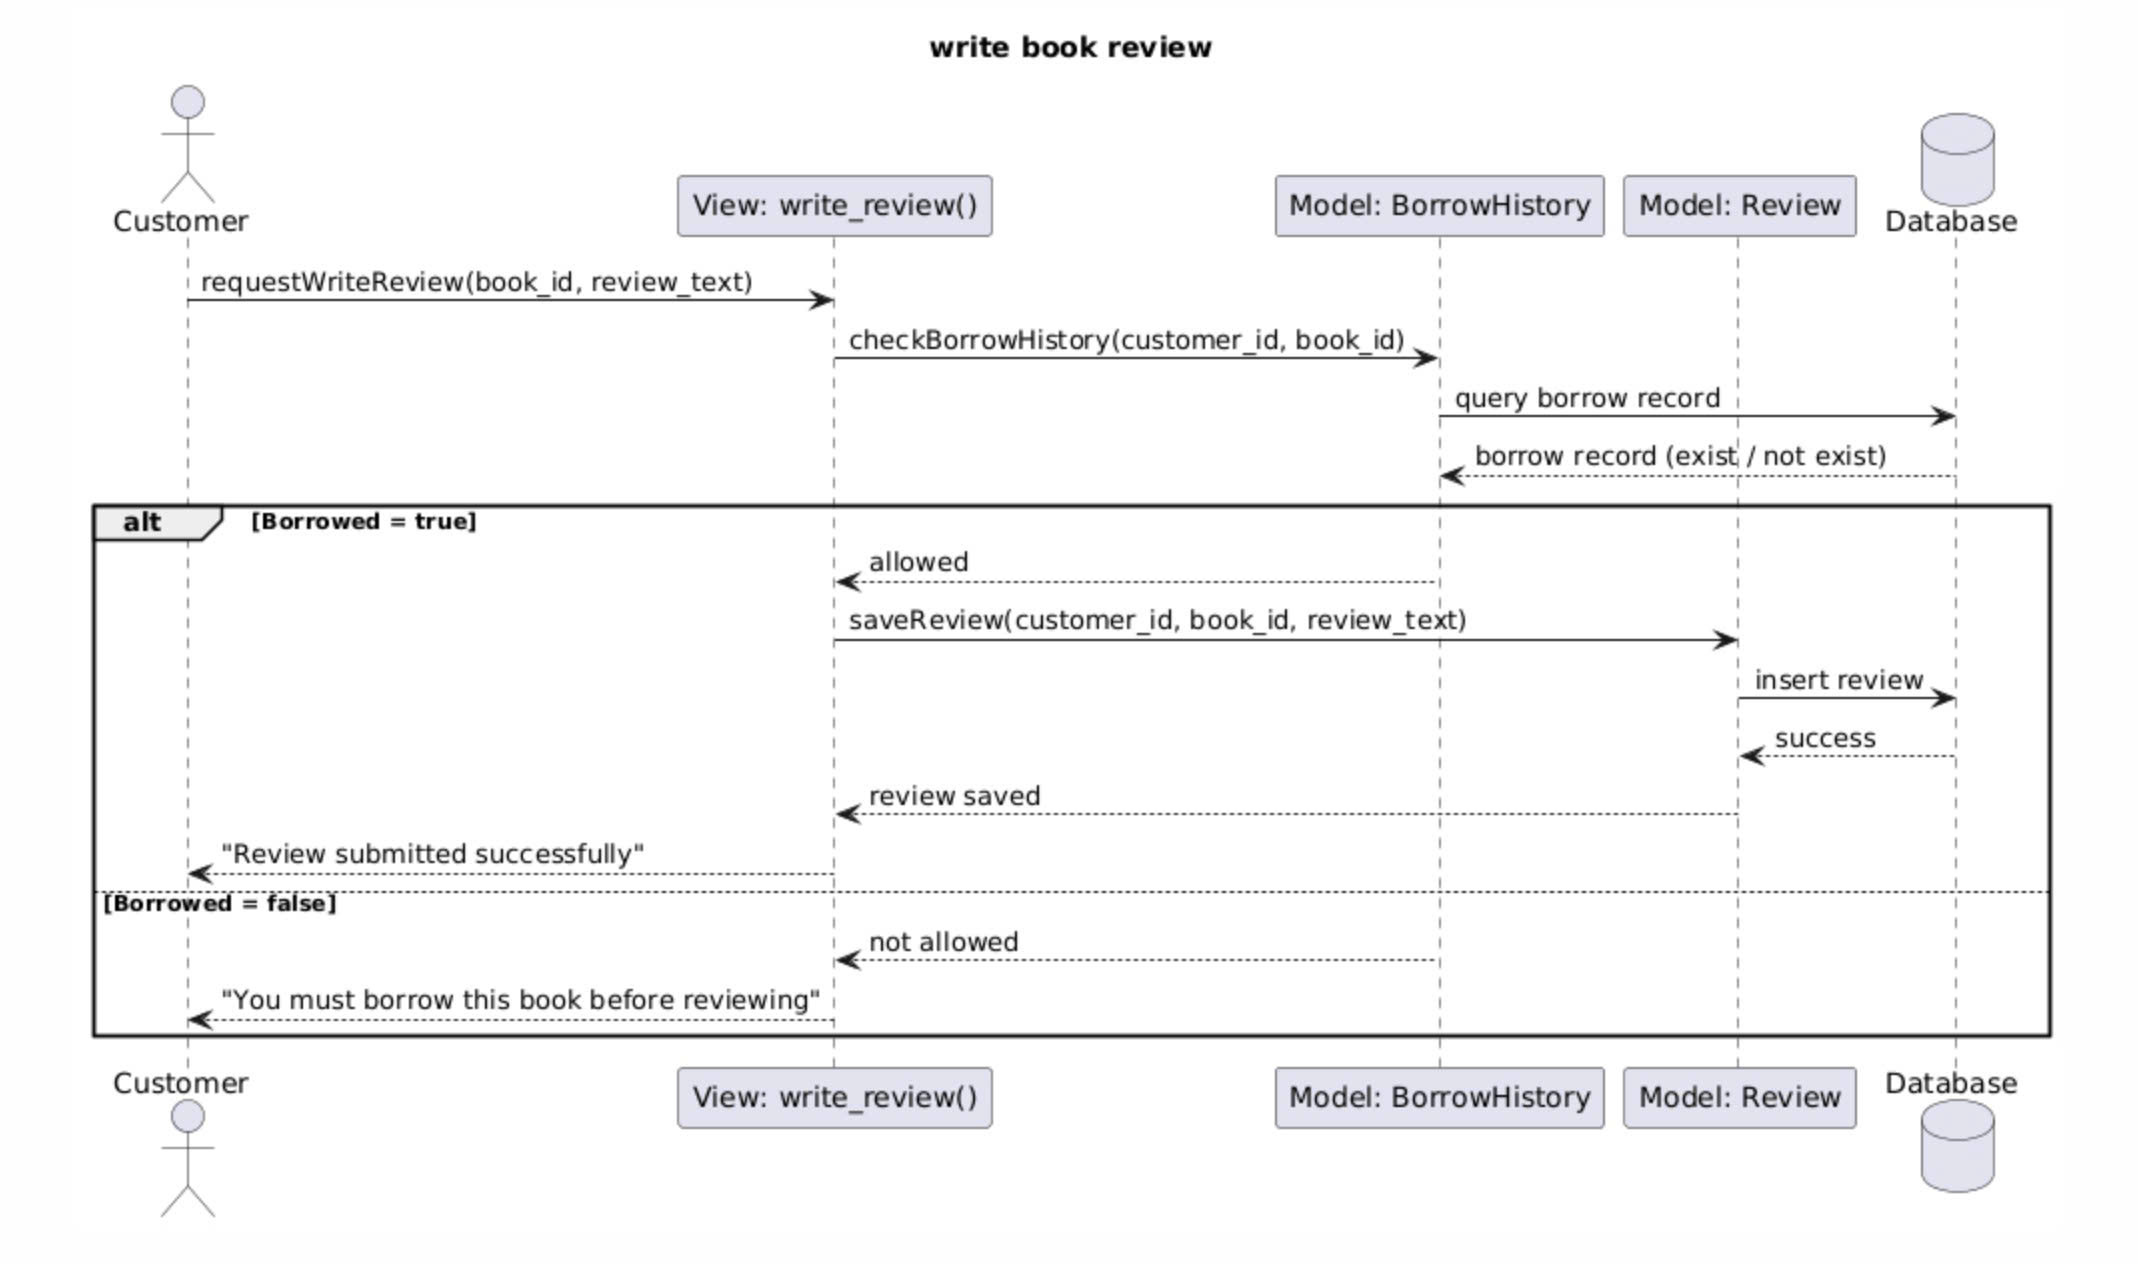 write book review
Customer
View: write_review()
Model: BorrowHistory
Model: Review
Database
requestWriteReview(book_id, review_text)
checkBorrowHistory(customer_id, book_id)
query borrow record
borrow record (exist / not exist)
alt
[Borrowed = true]
allowed
saveReview(customer_id, book_id, review_text)
insert review
success
review saved
"Review submitted successfully"
[Borrowed = false]
not allowed
"You must borrow this book before reviewing"
Customer
View: write_review()
Model: BorrowHistory
Model: Review
Database